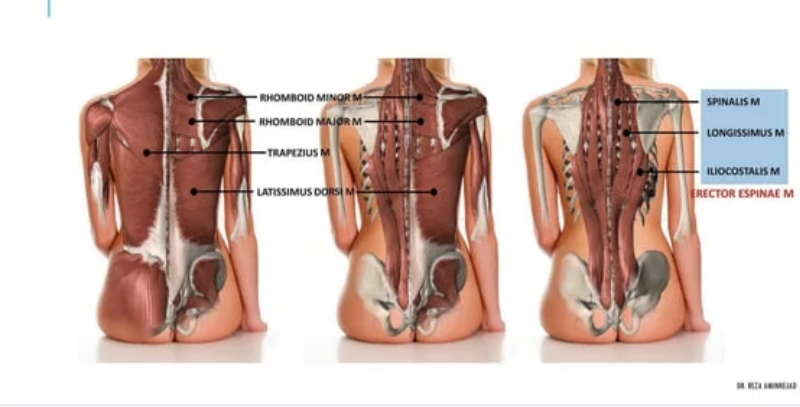 RHOMBOID MINOR M
RHOMBOID MAJOR M
TRAPEZIUS M
LATISSIMUS DORSI M
SPINALIS M
LONGISSIMUS M
ILIOCOSTALIS M
ERECTOR ESPINAE M
DR. REZA AMINNEJAD